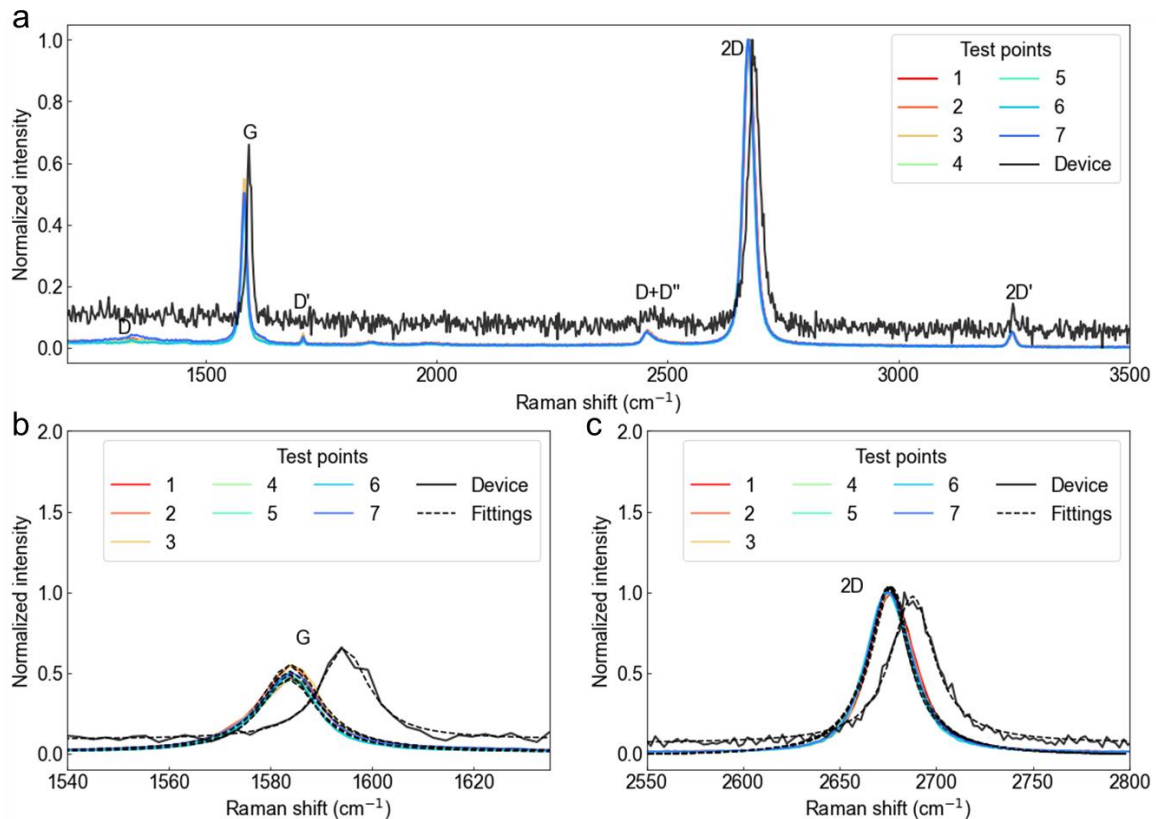 a
1.0
0.8
0.6
0.4
0.2
0.0
Normalized intensity
D
G
D'
D+D"
2D
2D'
Test points
1 5
2 6
3 7
4 Device
1500 2000 2500 3000 3500
Raman shift (cm⁻¹)
b
2.0
1.5
1.0
0.5
0.0
Normalized intensity
Test points
1 4 6 Device
2 5 7 Fittings
3
G
1540 1560 1580 1600 1620
Raman shift (cm⁻¹)
c
2.0
1.5
1.0
0.5
0.0
Normalized intensity
Test points
1 4 6 Device
2 5 7 Fittings
3
2D
2550 2600 2650 2700 2750 2800
Raman shift (cm⁻¹)